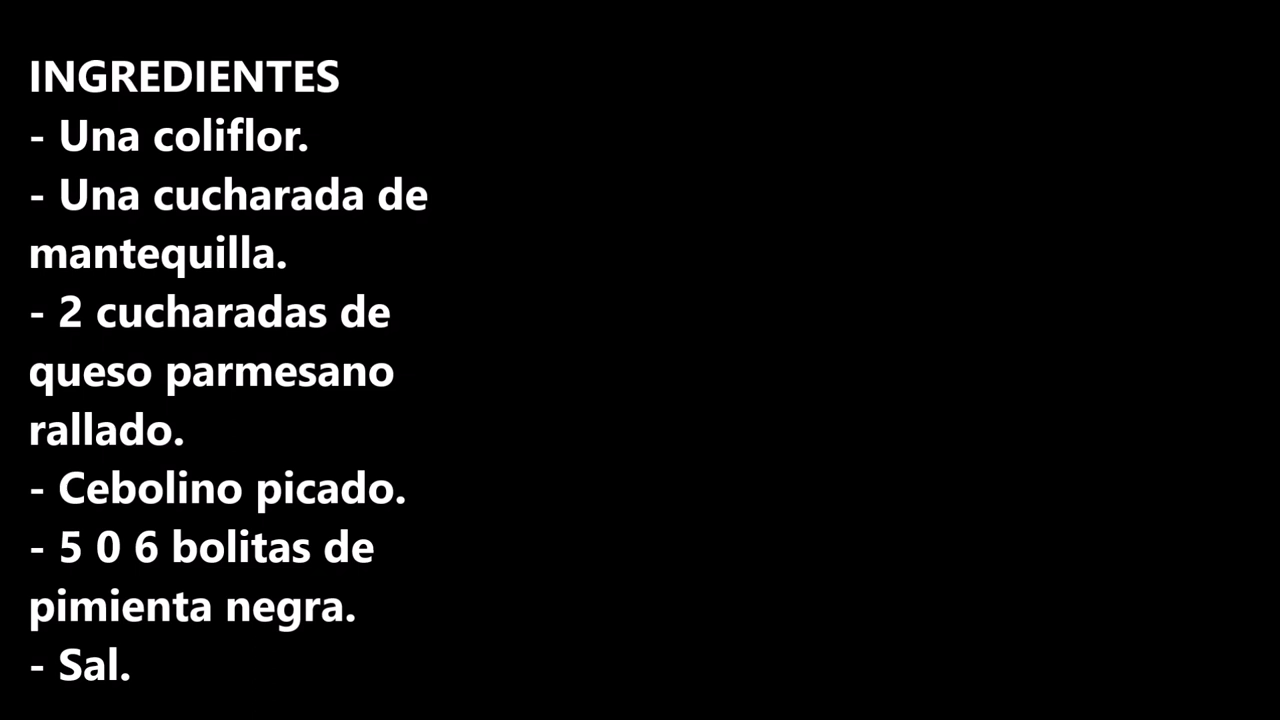 INGREDIENTES
- Una coliflor.
- Una cucharada de
mantequilla.
- 2 cucharadas de
queso parmesano
rallado.
- Cebolino picado.
- 5 0 6 bolitas de
pimienta negra.
- Sal.